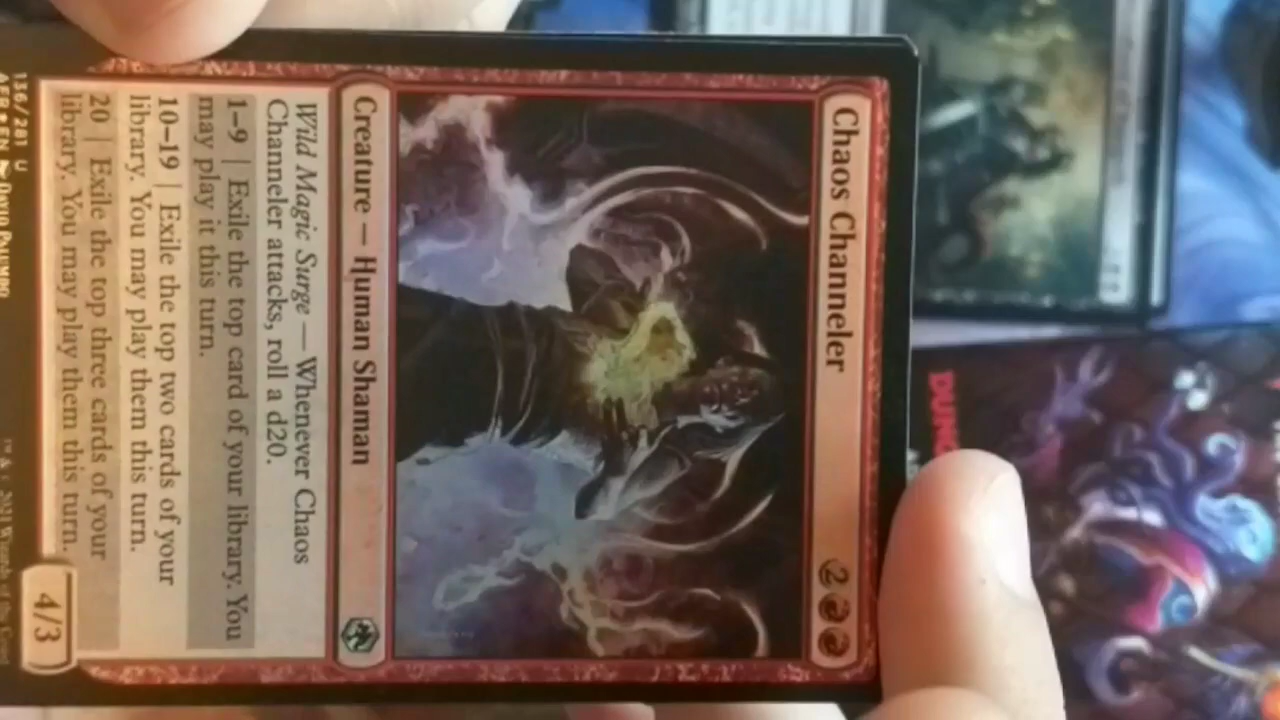 Chaos Channeler 2
Creature — Human Shaman
Wild Magic Surge — Whenever Chaos
Channeler attacks, roll a d20.
1–9 | Exile the top card of your library. You
may play it this turn.
10–19 | Exile the top two cards of your
library. You may play them this turn.
20 | Exile the top three cards of your
library. You may play them this turn.
4/3
136/281 U
AFR • EN DAVID PALUMBO
™ & © 2021 Wizards of the Coast
DUNG